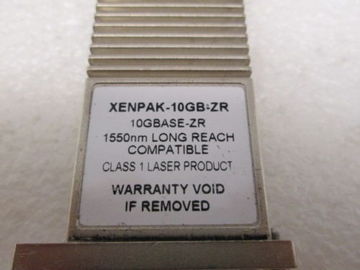 XENPAK-10GB-ZR
10GBASE-ZR
1550nm LONG REACH
COMPATIBLE
CLASS 1 LASER PRODUCT
WARRANTY VOID
IF REMOVED